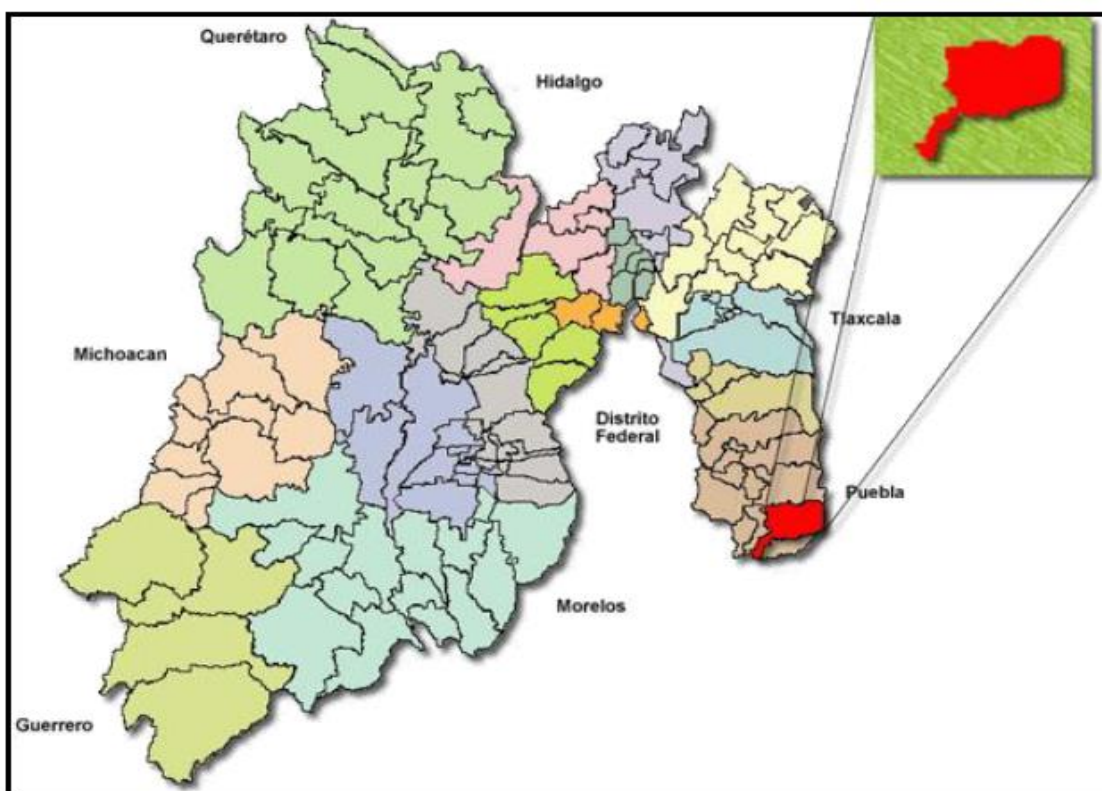 Querétaro
Hidalgo
Tlaxcala
Michoacan
Distrito
Federal
Puebla
Morelos
Guerrero